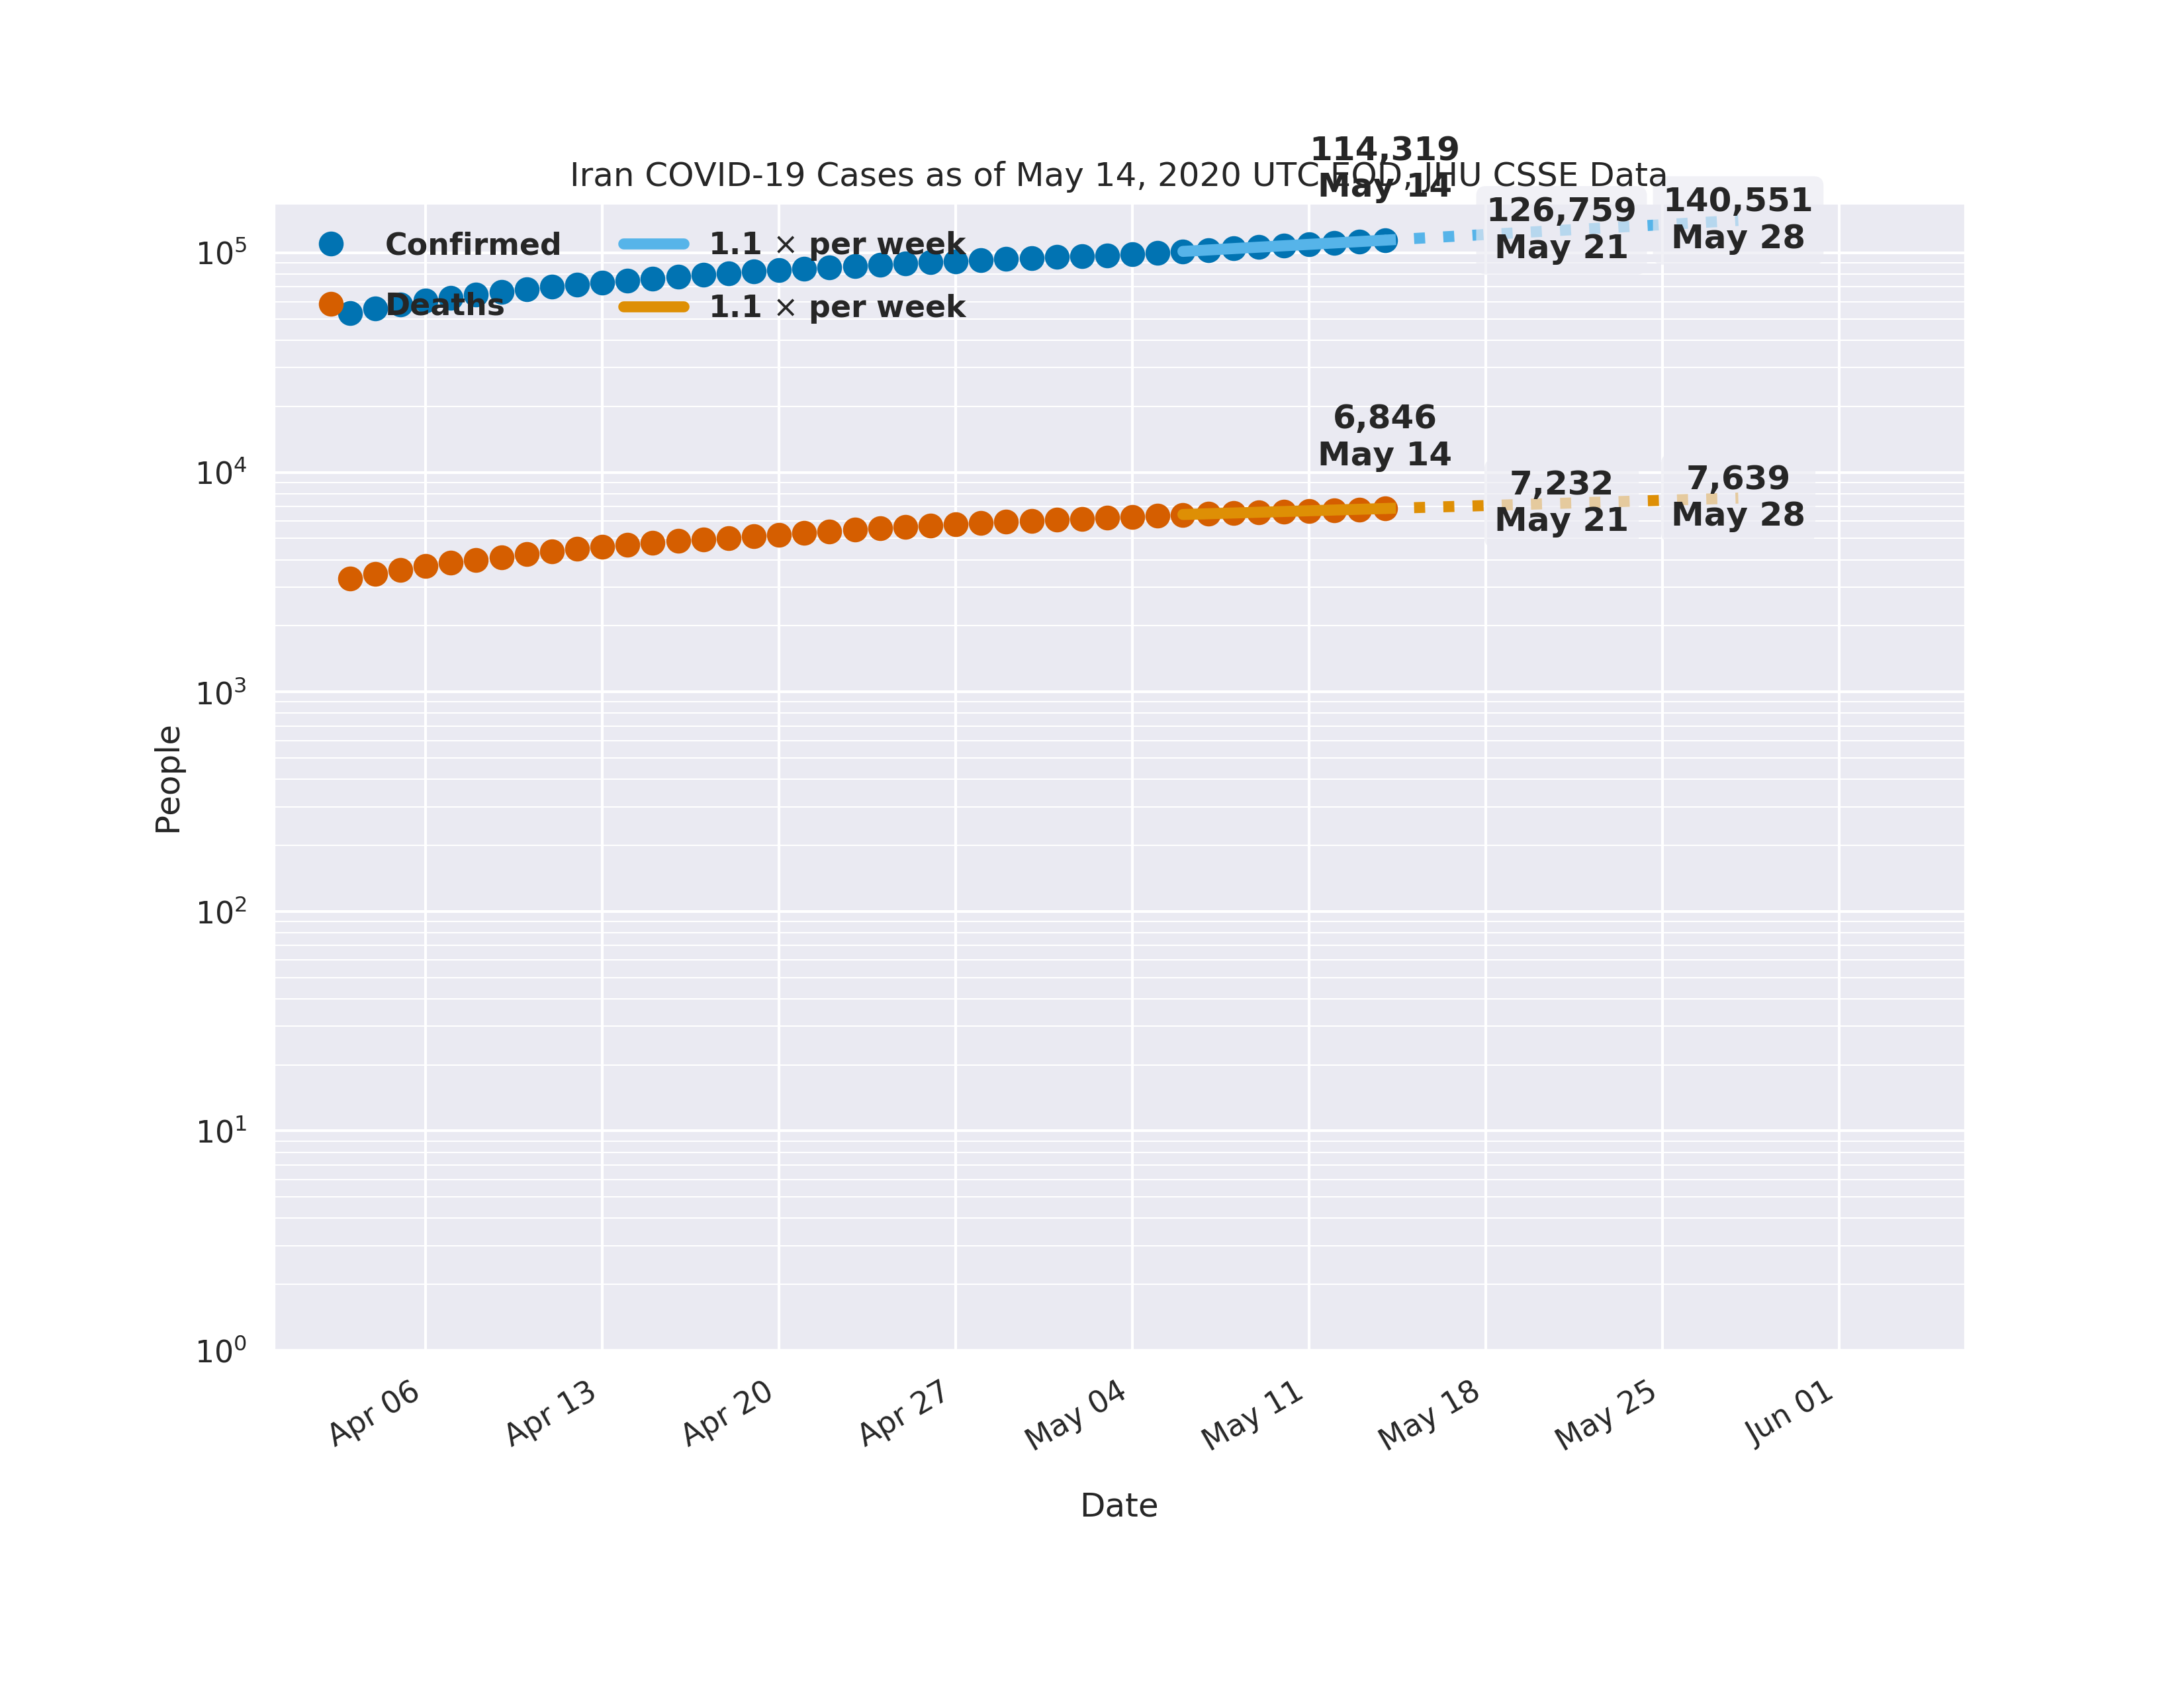 114,319
May 14
Iran COVID-19 Cases as of May 14, 2020 UTC EOD, JHU CSSE Data
126,759
May 21
140,551
May 28
Confirmed
1.1 × per week
Deaths
1.1 × per week
6,846
May 14
7,232
May 21
7,639
May 28
People
10⁵
10⁴
10³
10²
10¹
10⁰
Apr 06
Apr 13
Apr 20
Apr 27
May 04
May 11
May 18
May 25
Jun 01
Date